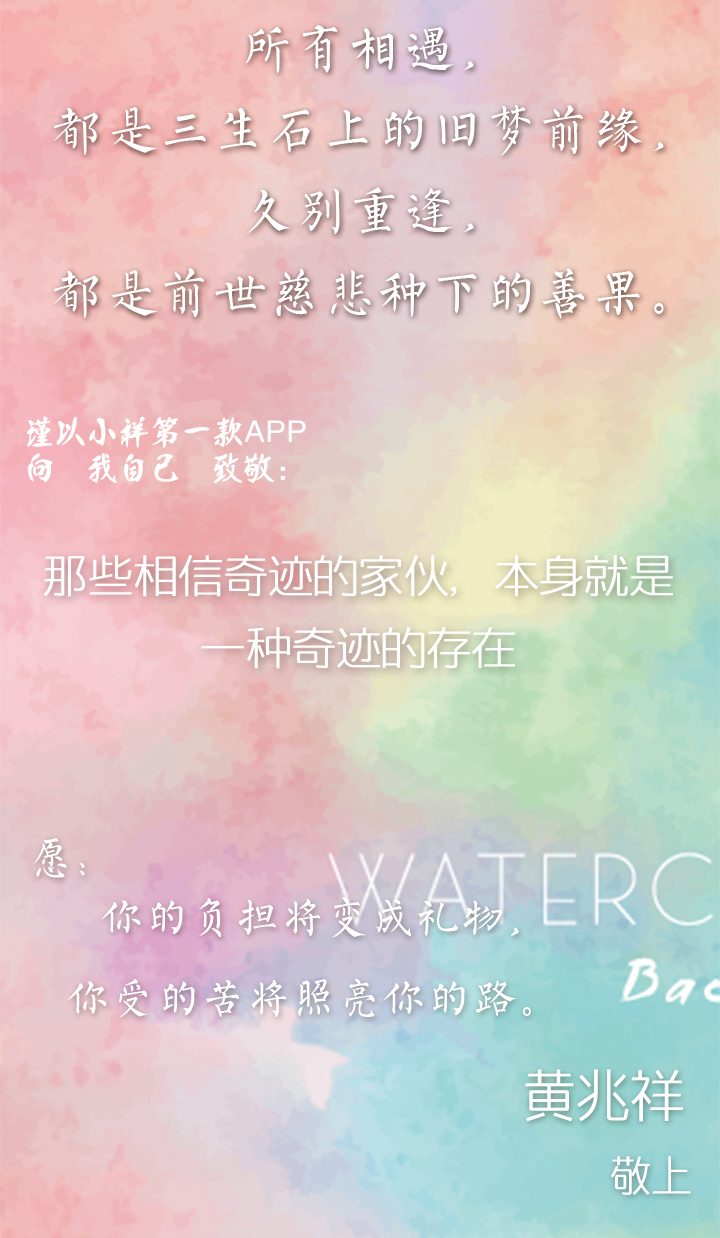 所有相遇，
都是三生石上的旧梦前缘，
久别重逢，
都是前世慈悲种下的善果。
谨以小祥第一款APP
向 我自己 致敬：
那些相信奇迹的家伙，本身就是
一种奇迹的存在
愿：
WATERC
你的负担将变成礼物，
Bac
你受的苦将照亮你的路。
黄兆祥
敬上